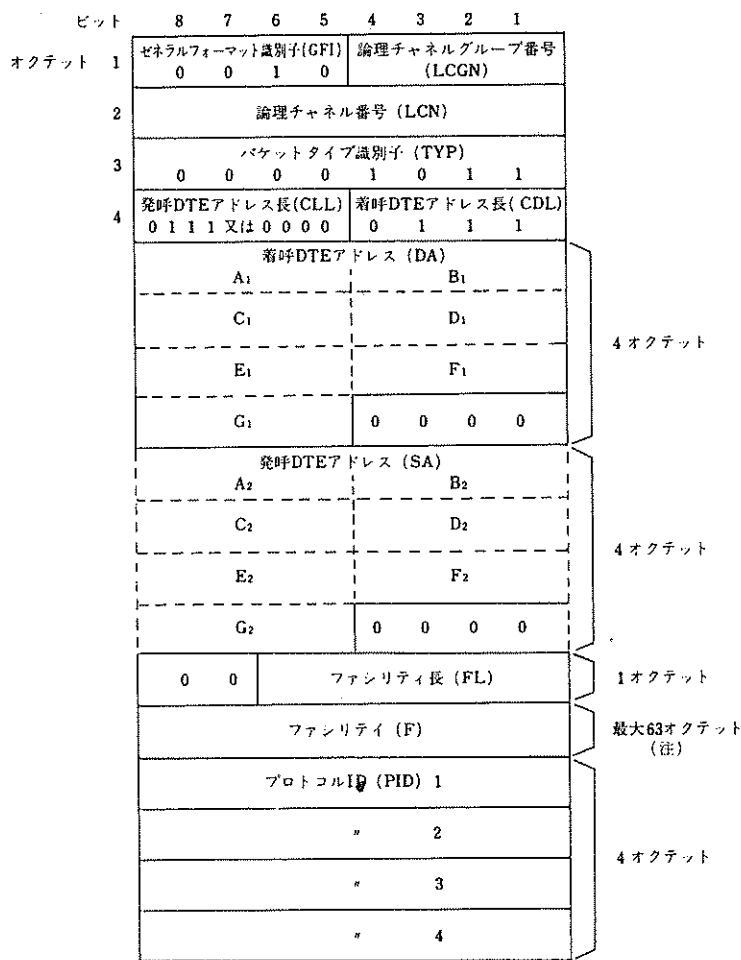 ビット 8 7 6 5 4 3 2 1
オクテット 1 ゼネラルフォーマット識別子(GFI) 論理チャネルグループ番号
0 0 1 0 (LCGN)
2 論理チャネル番号 (LCN)
パケットタイプ識別子 (TYP)
3
0 0 0 0 1 0 1 1
4 発呼DTEアドレス長(CLL) 着呼DTEアドレス長(CDL)
0 1 1 1 又は 0 0 0 0 0 1 1 1
着呼DTEアドレス (DA)
A1 B1
C1 D1
4オクテット
E1 F1
G1 0 0 0 0
発呼DTEアドレス (SA)
A2 B2
C2 D2
4オクテット
E2 F2
G2 0 0 0 0
0 0 ファシリティ長 (FL) 1オクテット
ファシリテイ (F) 最大63オクテット
(注)
プロトコルID (PID) 1
〃 2
4オクテット
〃 3
〃 4